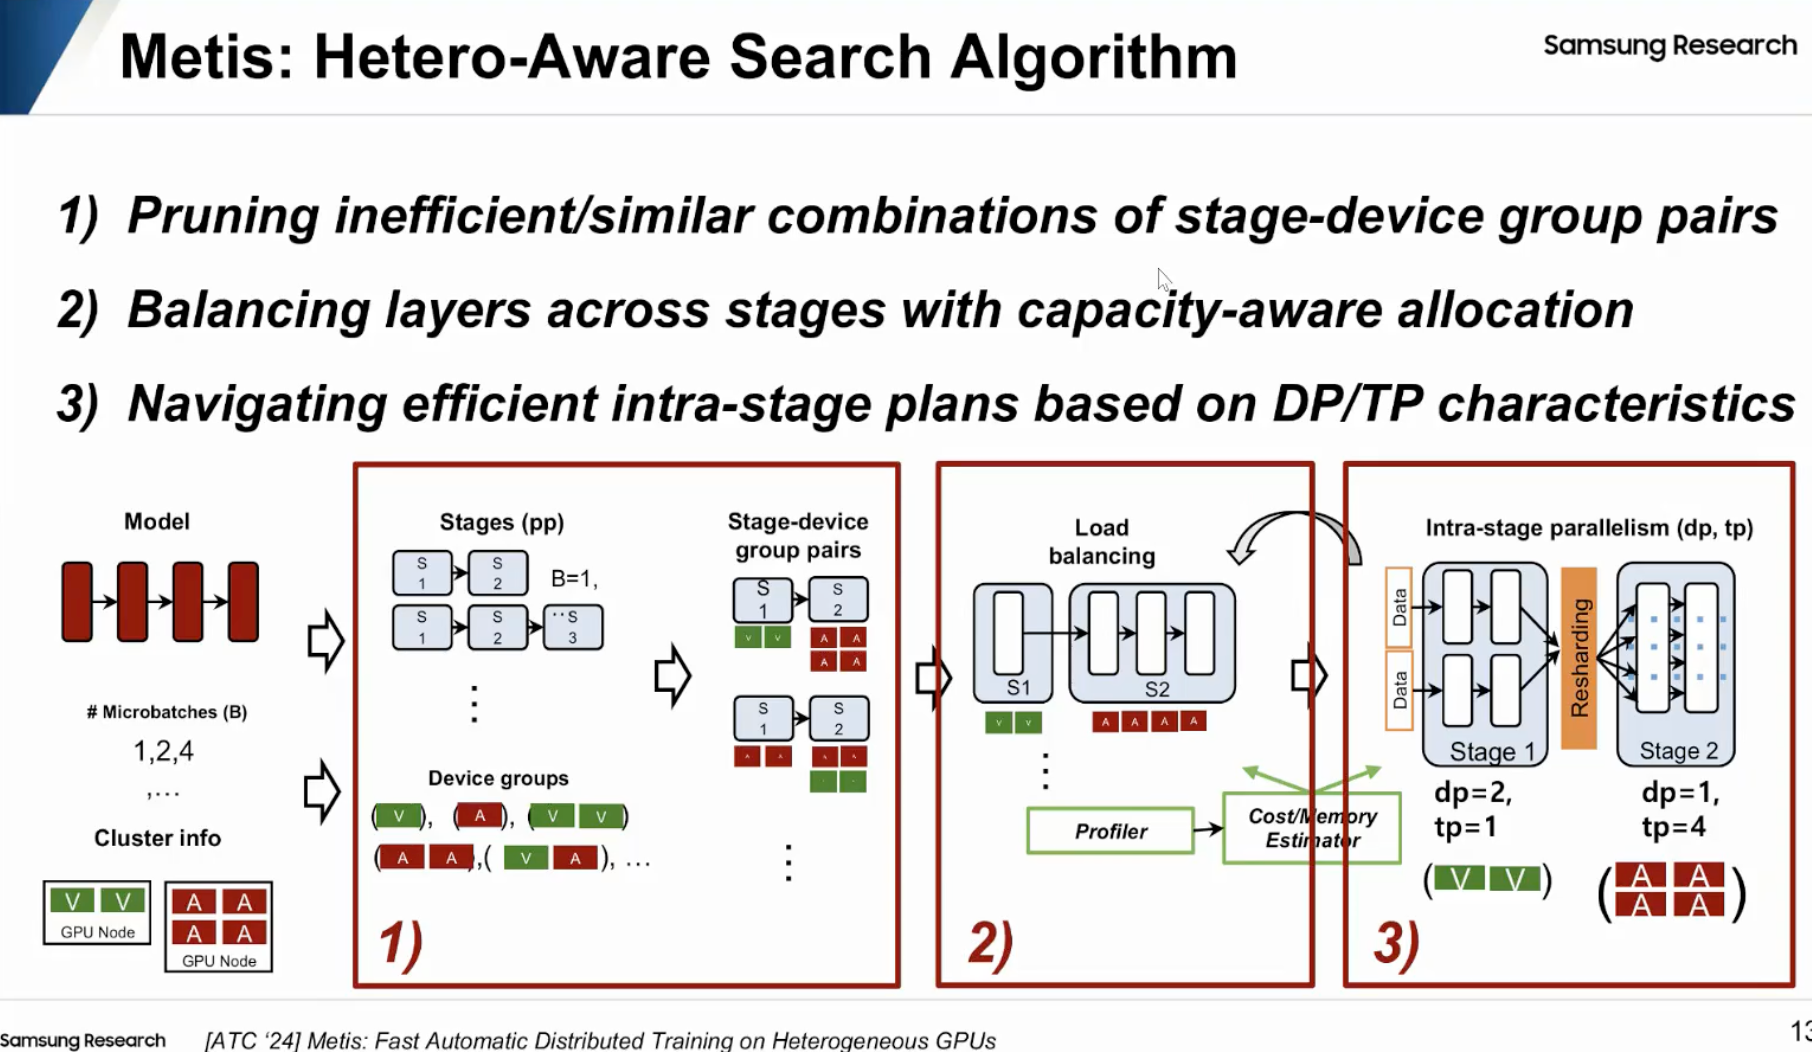 Metis: Hetero-Aware Search Algorithm
Samsung Research
1) Pruning inefficient/similar combinations of stage-device group pairs
2) Balancing layers across stages with capacity-aware allocation
3) Navigating efficient intra-stage plans based on DP/TP characteristics
Model
# Microbatches (B)
1,2,4
,...
Cluster info
V V
GPU Node
A A
A A
GPU Node
Stages (pp)
S 1
S 2
B=1,
S 1
S 2
..S 3
Device groups
(V), (A), (V V)
(A A),( V A), ...
Stage-device
group pairs
S 1
S 2
V V
A A
A A
S 1
S 2
A A
A A
1)
Load
balancing
S1
S2
V V
A A A A
Profiler
Cost/Memory
Estimator
2)
Intra-stage parallelism (dp, tp)
Data
Data
Stage 1
Resharding
Stage 2
dp=2,
tp=1
dp=1,
tp=4
(V V)
(A A
A A)
3)
Samsung Research
[ATC ‘24] Metis: Fast Automatic Distributed Training on Heterogeneous GPUs